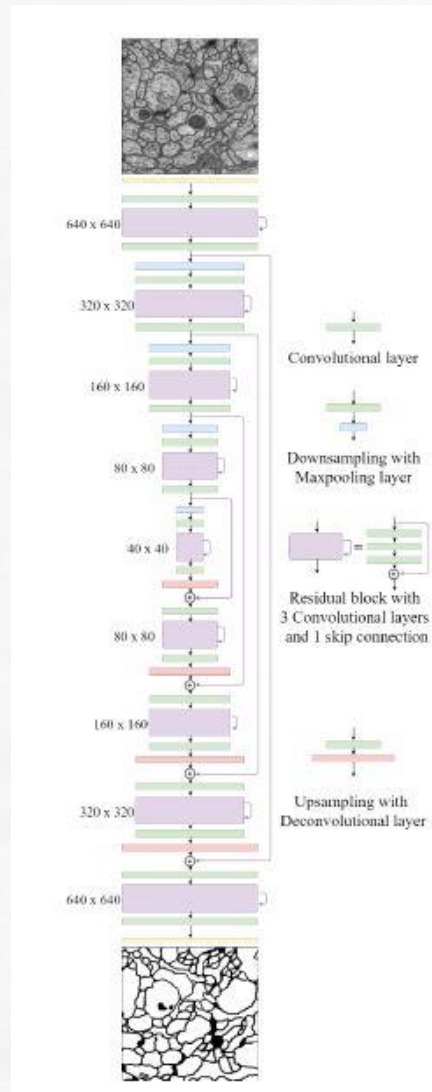 640 x 640
320 x 320
160 x 160
80 x 80
40 x 40
80 x 80
160 x 160
320 x 320
640 x 640
Convolutional layer
Downsampling with
Maxpooling layer
=
Residual block with
3 Convolutional layers
and 1 skip connection
Upsampling with
Deconvolutional layer